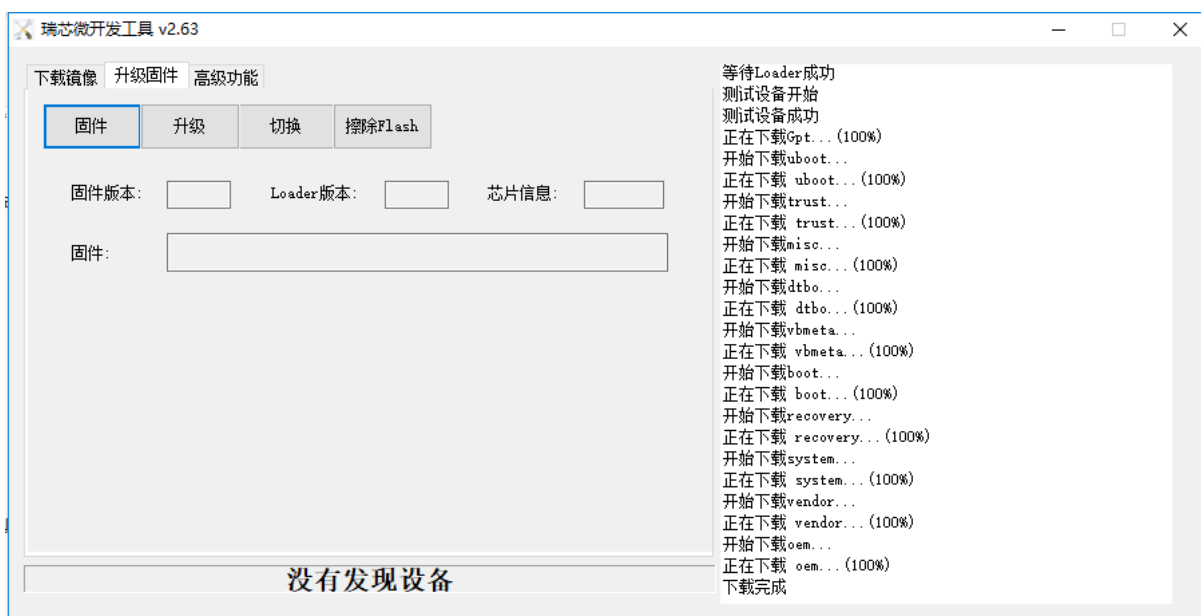 瑞芯微开发工具 v2.63
下载镜像 升级固件 高级功能
固件 升级 切换 擦除Flash
固件版本: Loader版本: 芯片信息:
固件:
没有发现设备
等待Loader成功
测试设备开始
测试设备成功
正在下载Gpt...(100%)
开始下载uboot...
正在下载 uboot...(100%)
开始下载trust...
正在下载 trust...(100%)
开始下载misc...
正在下载 misc...(100%)
开始下载dtbo...
正在下载 dtbo...(100%)
开始下载vbmeta...
正在下载 vbmeta...(100%)
开始下载boot...
正在下载 boot...(100%)
开始下载recovery...
正在下载 recovery...(100%)
开始下载system...
正在下载 system...(100%)
开始下载vendor...
正在下载 vendor...(100%)
开始下载oem...
正在下载 oem...(100%)
下载完成